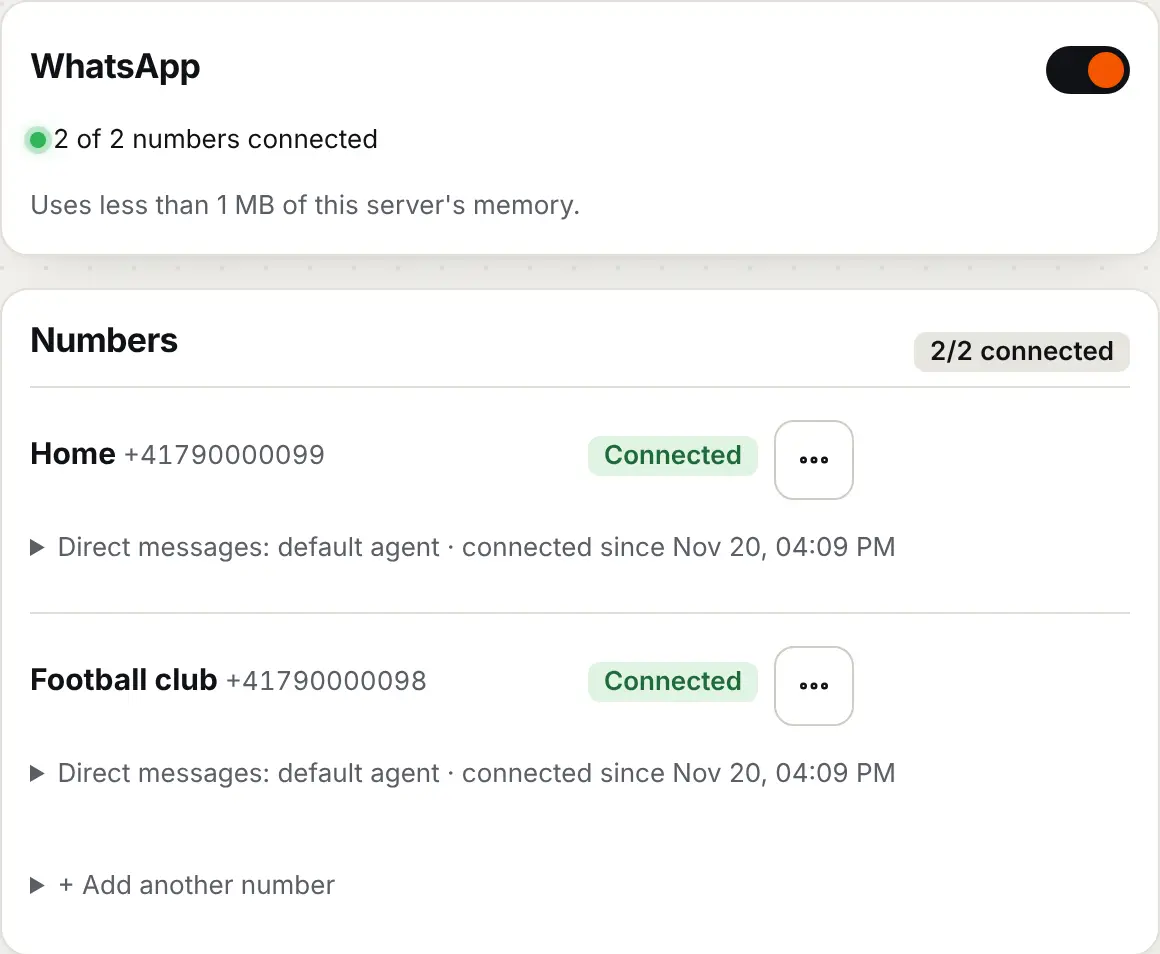 WhatsApp
2 of 2 numbers connected
Uses less than 1 MB of this server's memory.
Numbers
2/2 connected
Home +41790000099
Connected
Direct messages: default agent · connected since Nov 20, 04:09 PM
Football club +41790000098
Connected
Direct messages: default agent · connected since Nov 20, 04:09 PM
+ Add another number